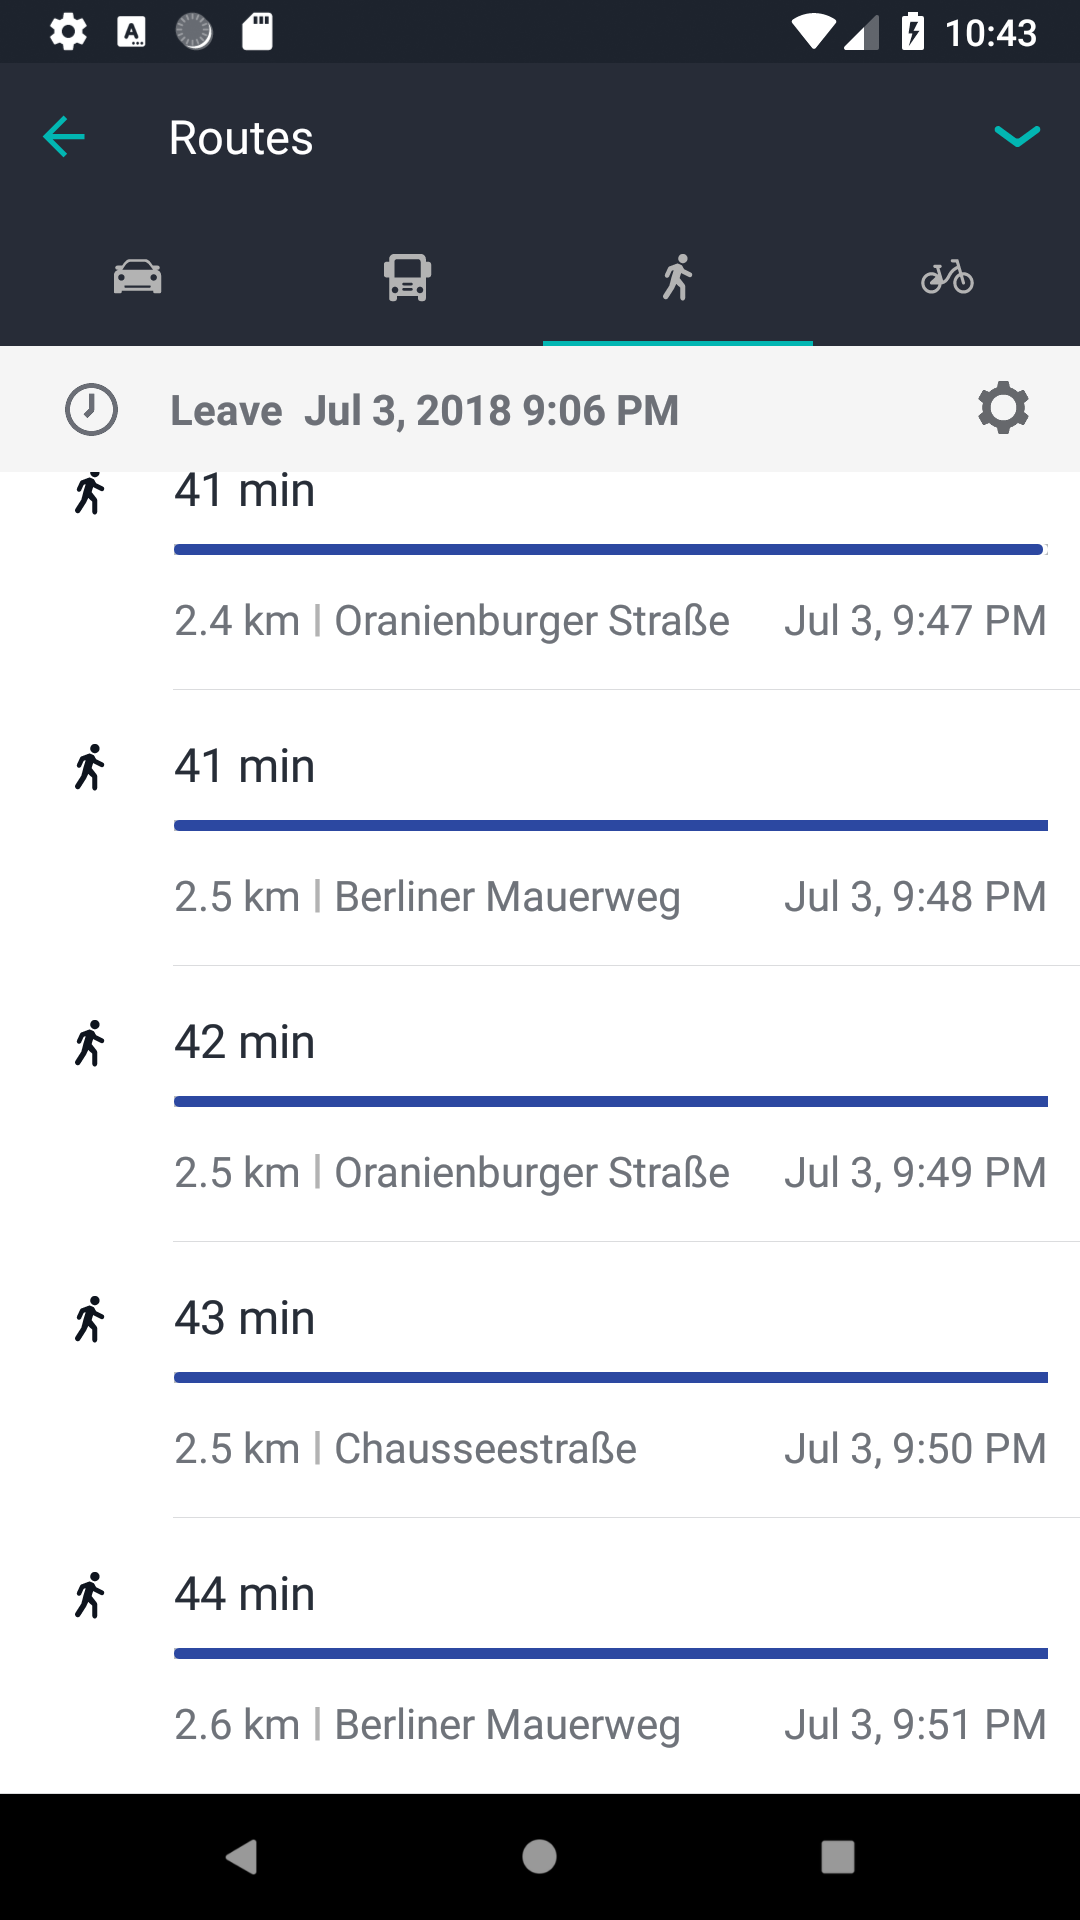 10:43
Routes
Leave Jul 3, 2018 9:06 PM
41 min
2.4 km | Oranienburger Straße Jul 3, 9:47 PM
41 min
2.5 km | Berliner Mauerweg Jul 3, 9:48 PM
42 min
2.5 km | Oranienburger Straße Jul 3, 9:49 PM
43 min
2.5 km | Chausseestraße Jul 3, 9:50 PM
44 min
2.6 km | Berliner Mauerweg Jul 3, 9:51 PM